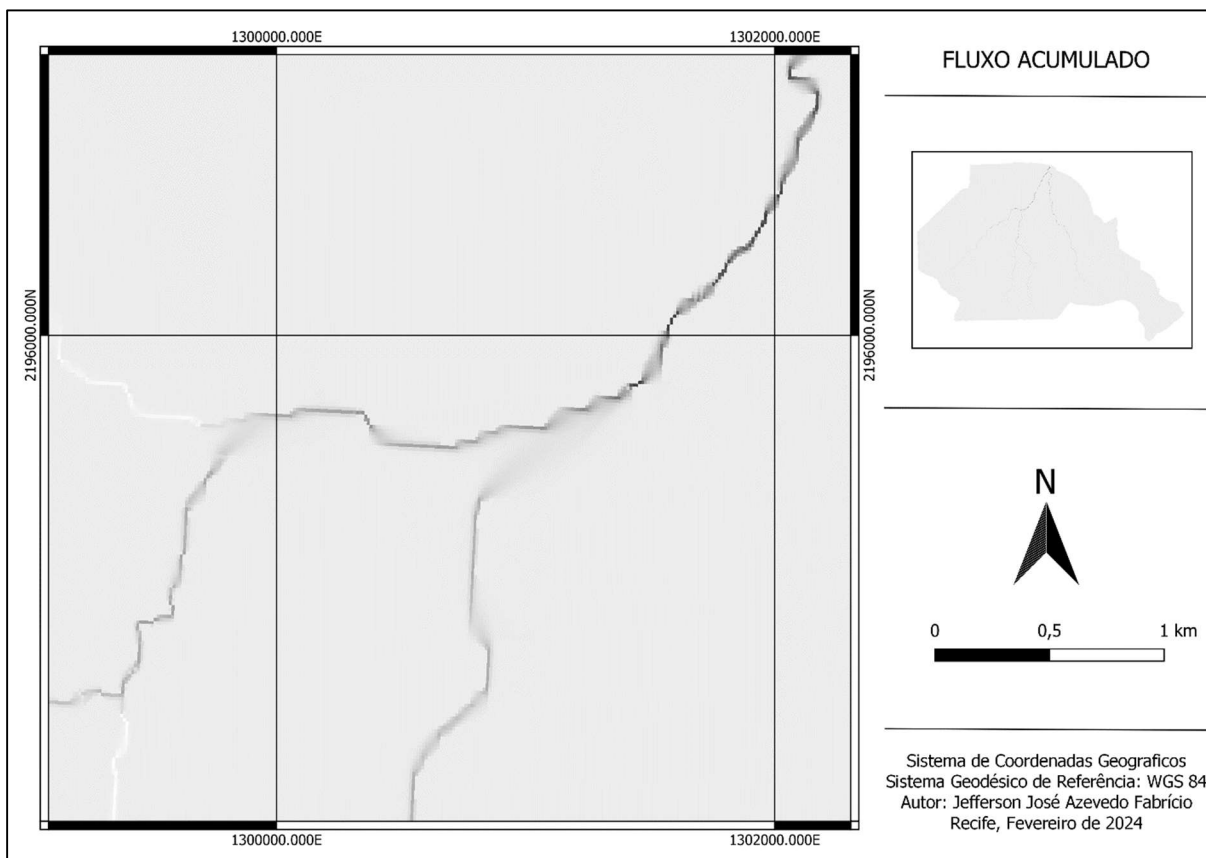 1300000.000E
1302000.000E
2196000.000N
2196000.000N
1300000.000E
1302000.000E
FLUXO ACUMULADO
N
0
0,5
1 km
Sistema de Coordenadas Geograficos
Sistema Geodésico de Referência: WGS 84
Autor: Jefferson José Azevedo Fabrício
Recife, Fevereiro de 2024